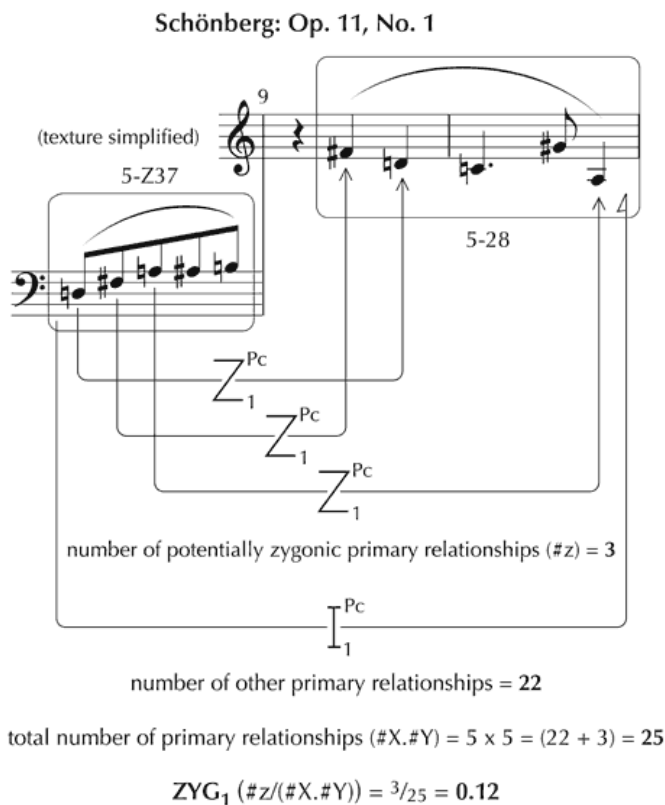 Schönberg: Op. 11, No. 1
9
(texture simplified)
5-Z37
5-28
Pc
1
Pc
1
Pc
1
number of potentially zygonic primary relationships (#z) = 3
Pc
1
number of other primary relationships = 22
total number of primary relationships (#X.#Y) = 5 x 5 = (22 + 3) = 25
ZYG₁ (#z/(#X.#Y)) = 3/25 = 0.12